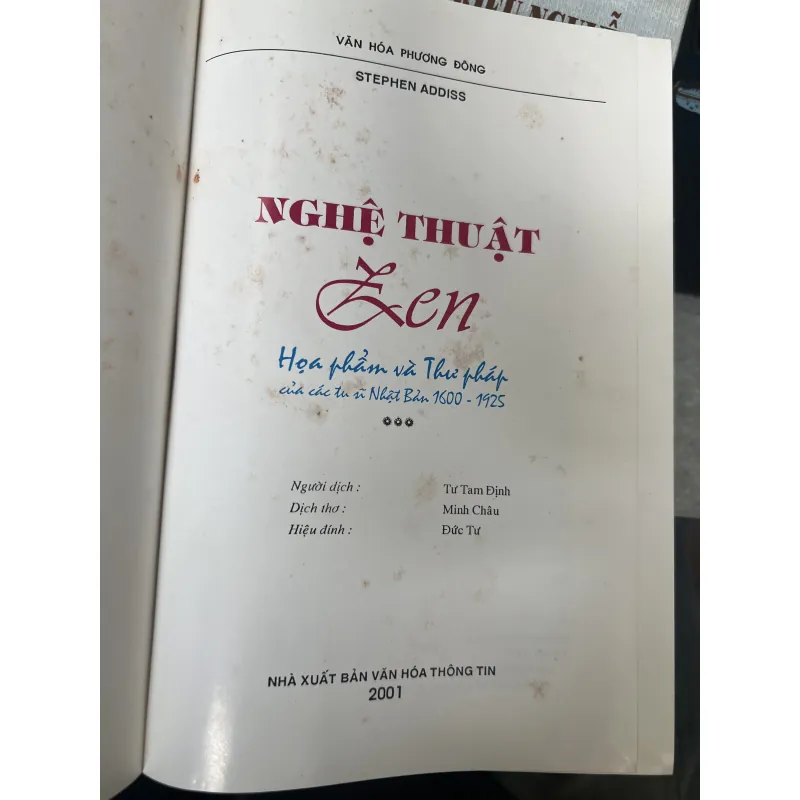 VĂN HÓA PHƯƠNG ĐÔNG
STEPHEN ADDISS
NGHỆ THUẬT
Zen
Họa phẩm và Thư pháp
của các tu sĩ Nhật Bản 1600 - 1925
Người dịch : Tư Tam Định
Dịch thơ : Minh Châu
Hiệu đính : Đức Tư
NHÀ XUẤT BẢN VĂN HÓA THÔNG TIN
2001